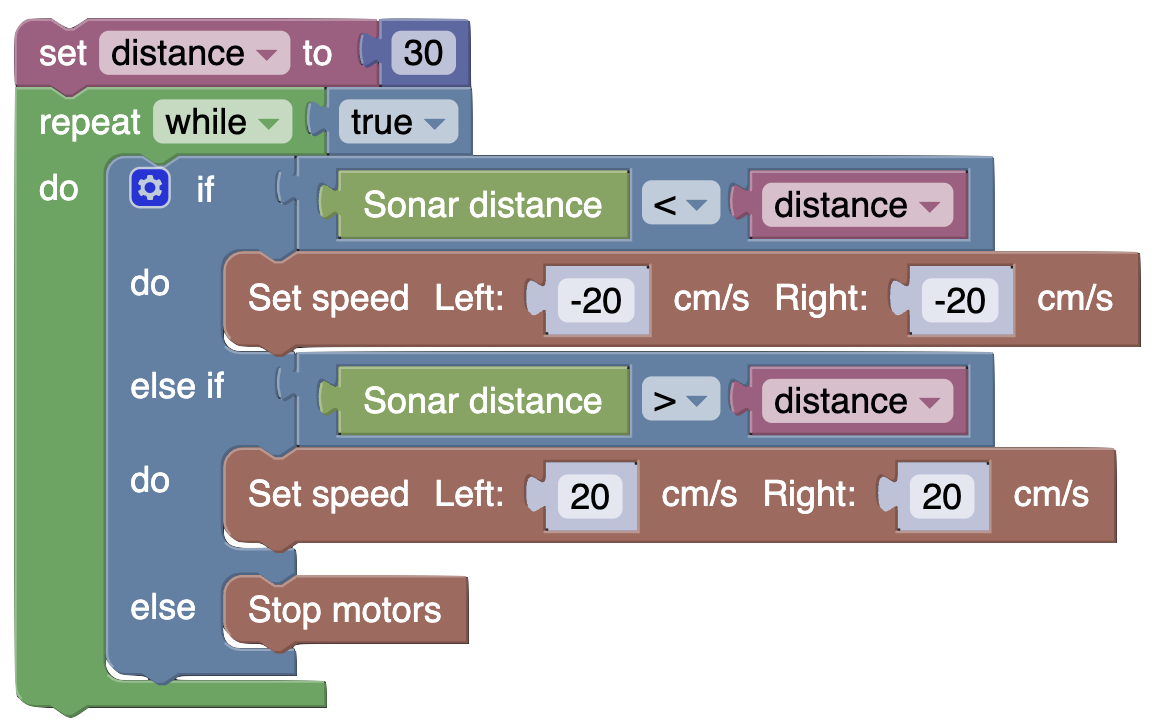 set distance to 30
repeat while true
do if Sonar distance < distance
do Set speed Left: -20 cm/s Right: -20 cm/s
else if Sonar distance > distance
do Set speed Left: 20 cm/s Right: 20 cm/s
else Stop motors